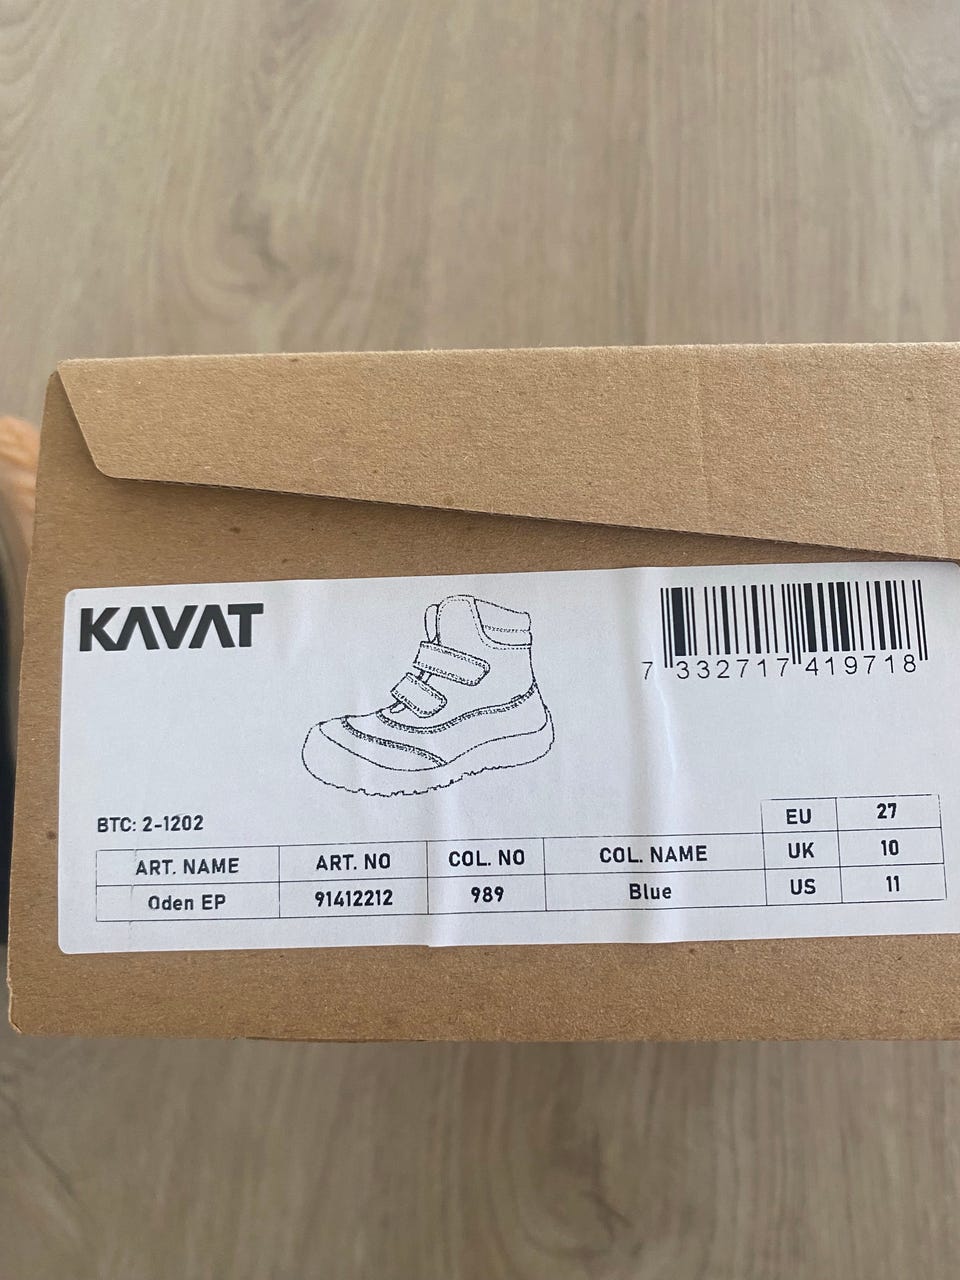 KAVAT
7 332717 419718
BTC: 2-1202
EU 27
ART. NAME ART. NO COL. NO COL. NAME UK 10
Oden EP 91412212 989 Blue US 11